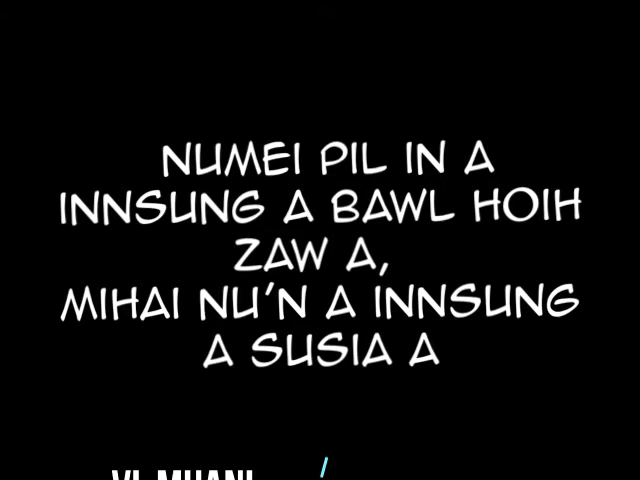 NUMEI PIL IN A
INNSUNG A BAWL HOIH
ZAW A,
MIHAI NU'N A INNSUNG
A SUSIA A